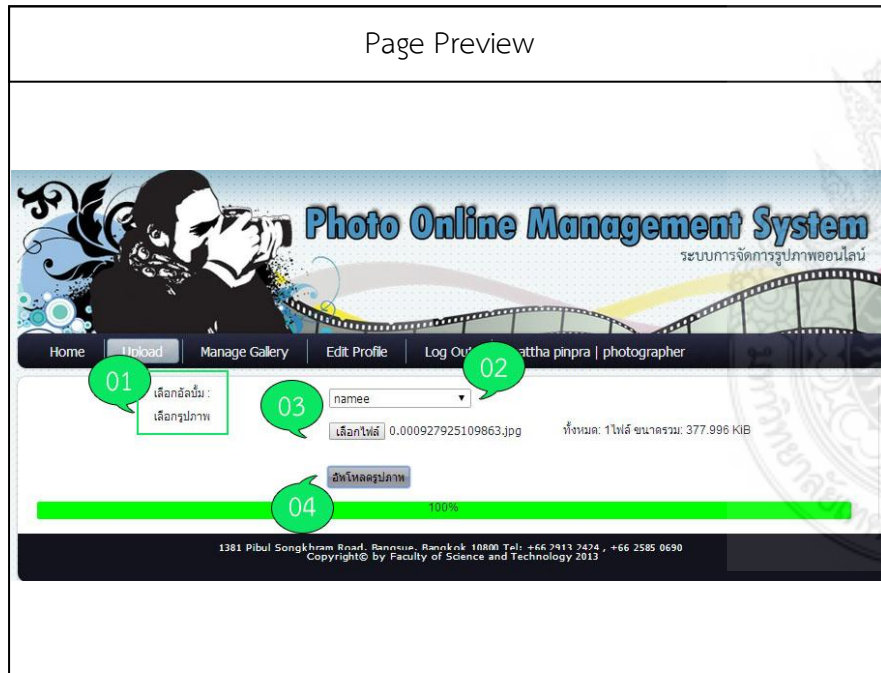 Page Preview
Photo Online Management System
ระบบการจัดการรูปภาพออนไลน์
Home Upload Manage Gallery Edit Profile Log Out attha pinpra | photographer
01
02
เลือกอัลบั้ม :
03
namee
เลือกรูปภาพ
เลือกไฟล์ 0.000927925109863.jpg ทั้งหมด: 1ไฟล์ ขนาดรวม: 377.996 KiB
อัพโหลดรูปภาพ
04
100%
1381 Pibul Songkhram Road, Bangsue, Bangkok 10800 Tel: +66 2913 2424 , +66 2585 0690
Copyright© by Faculty of Science and Technology 2013